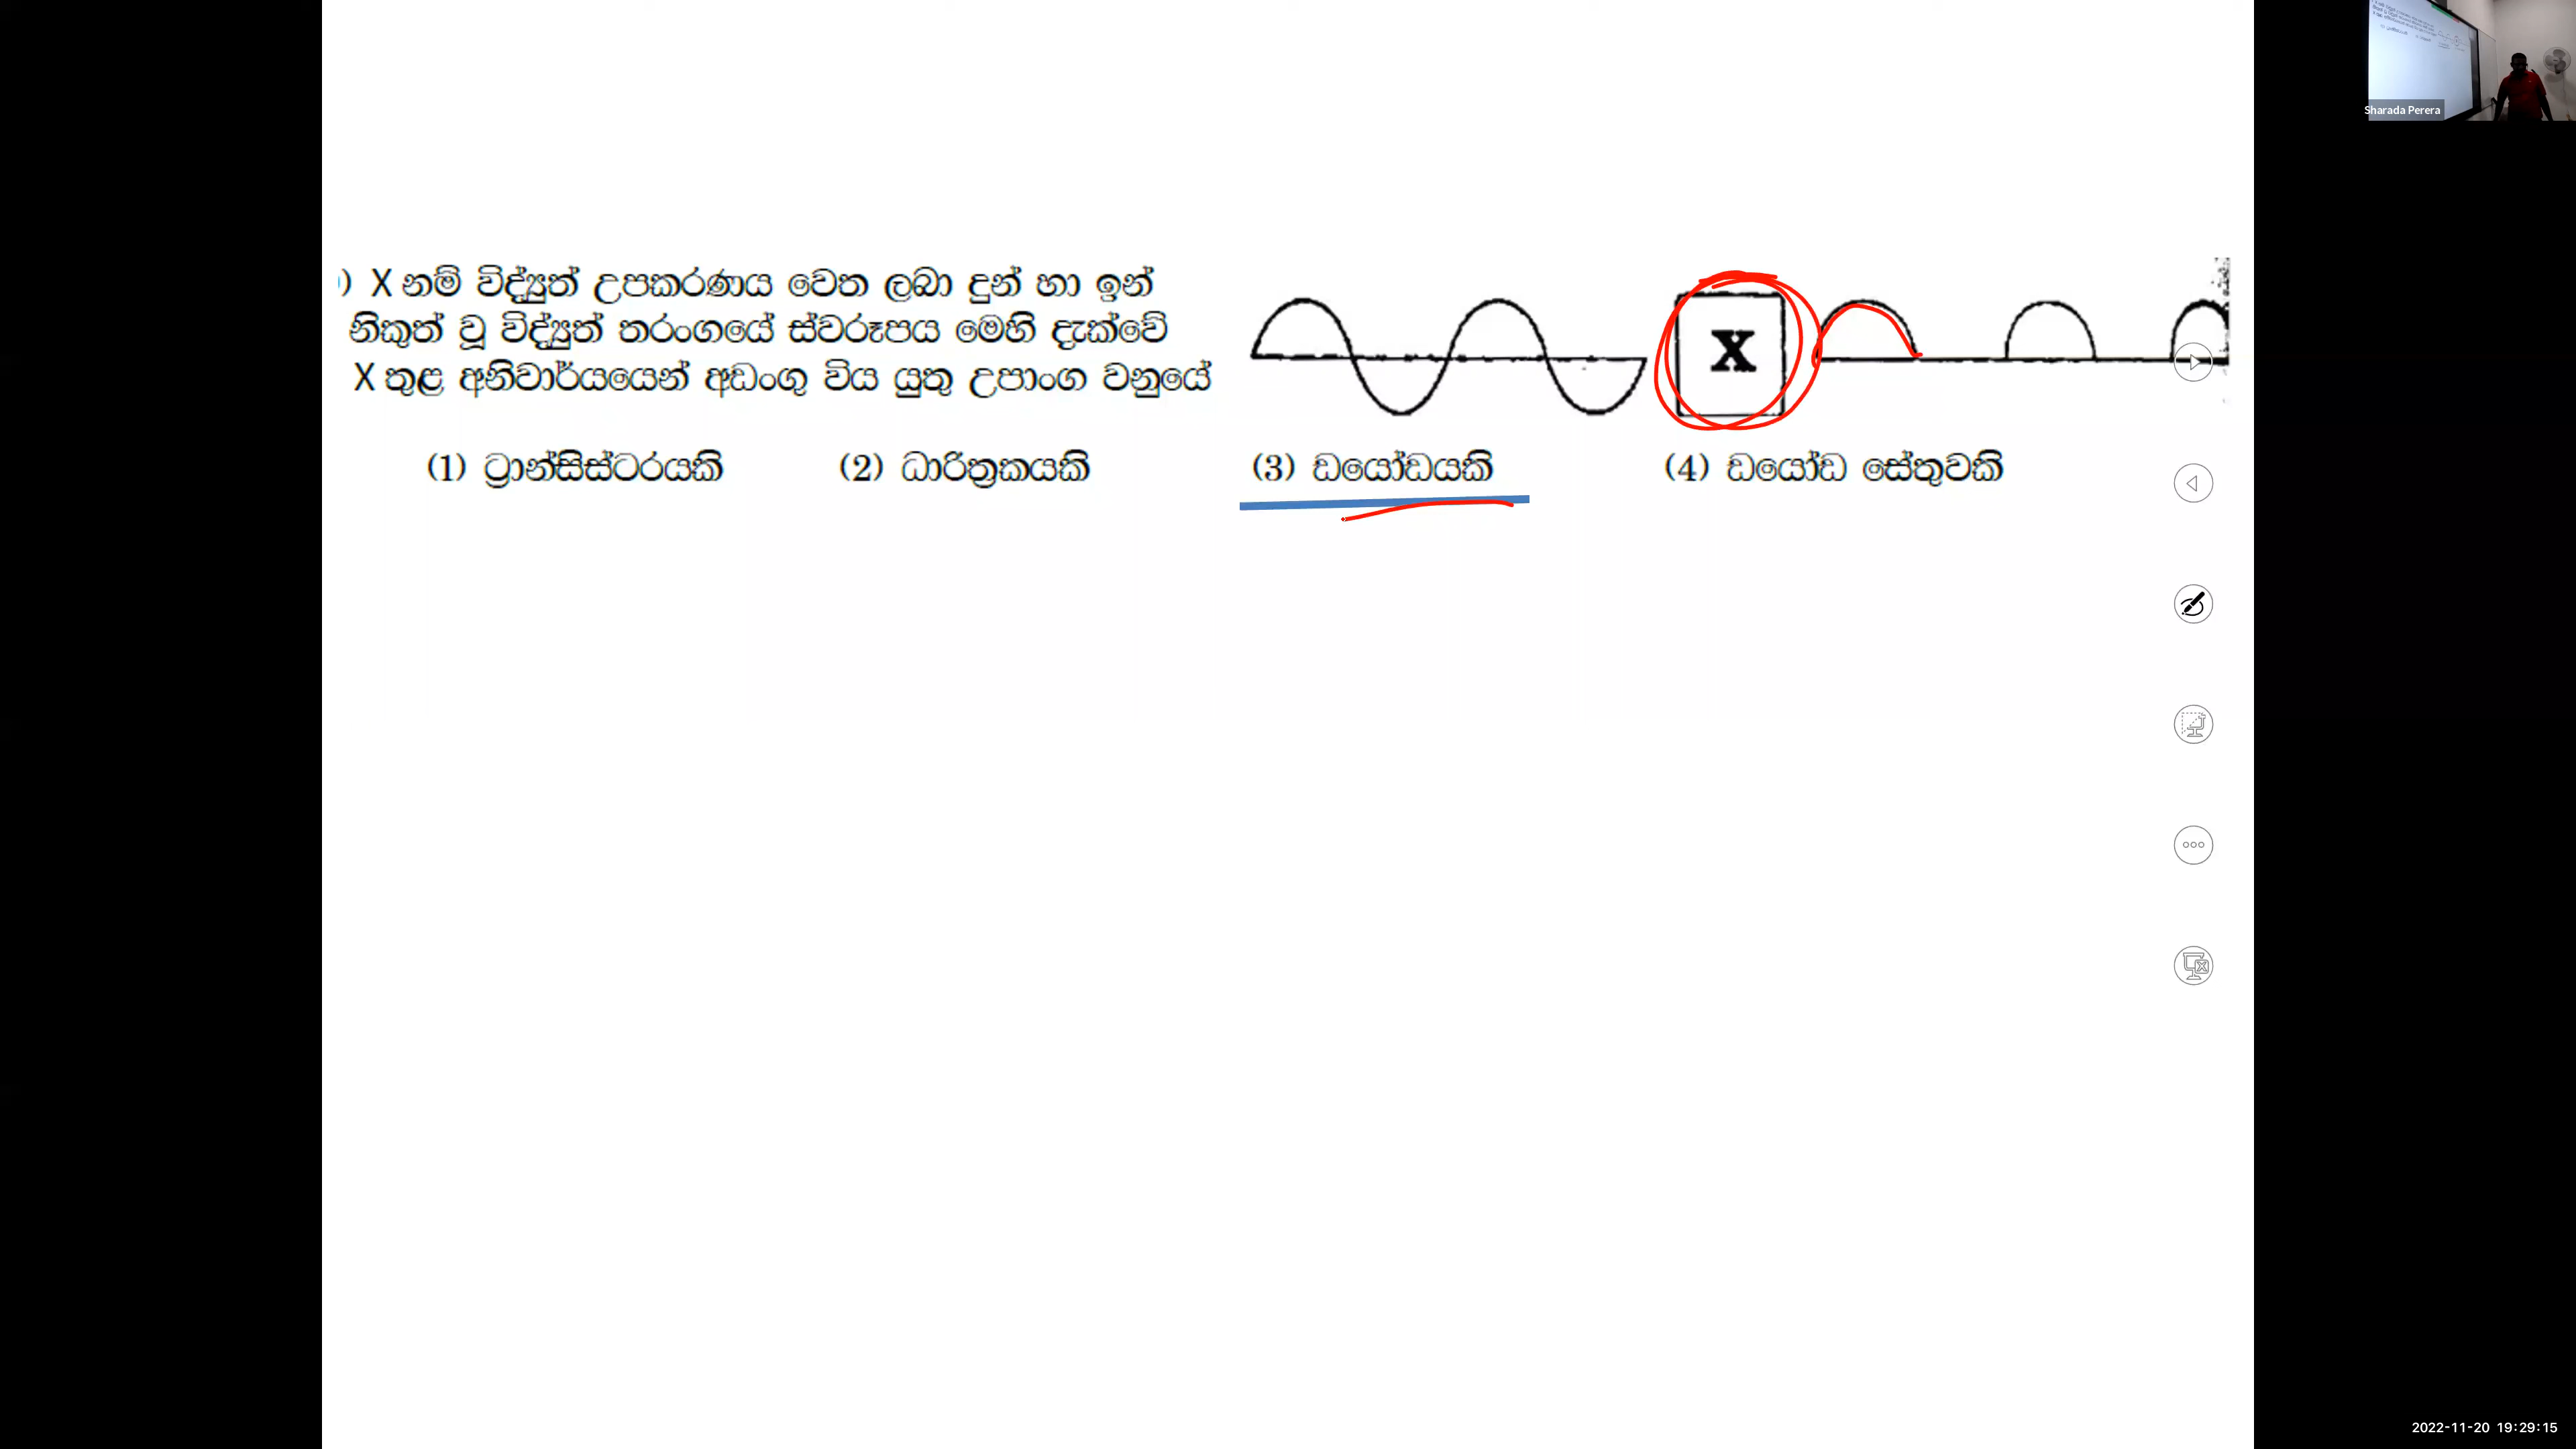 ) X නම් විද්‍යුත් උපකරණය වෙත ලබා දුන් හා ඉන්
නිකුත් වූ විද්‍යුත් තරංගයේ ස්වරූපය මෙහි දැක්වේ
X තුළ අනිවාර්යයෙන් අඩංගු විය යුතු උපාංග වනුයේ
X
(1) ට්‍රාන්සිස්ටරයකි (2) ධාරිත්‍රකයකි (3) ඩයෝඩයකි (4) ඩයෝඩ සේතුවකි
Sharada Perera
2022-11-20 19:29:15